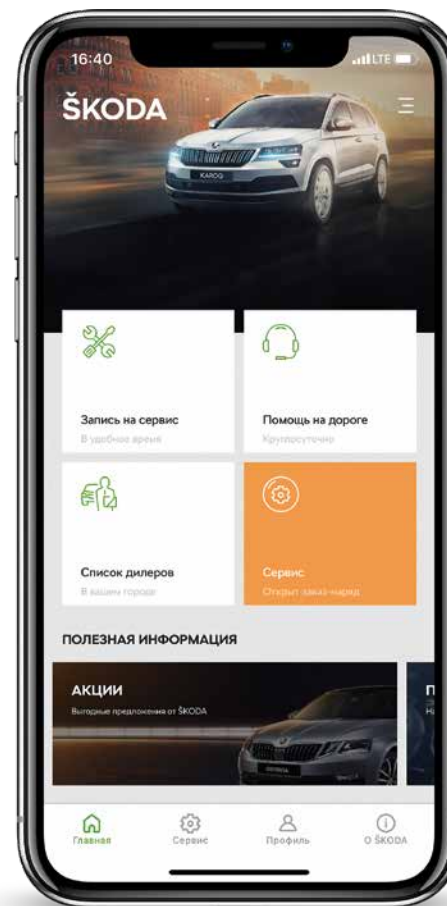 16:40
LTE
ŠKODA
KAROQ
Запись на сервис
В удобное время
Помощь на дороге
Круглосуточно
Список дилеров
В вашем городе
Сервис
Открыт заказ-наряд
ПОЛЕЗНАЯ ИНФОРМАЦИЯ
АКЦИИ
Выгодные предложения от ŠKODA
OCTAVIA
Главная
Сервис
Профиль
О ŠKODA